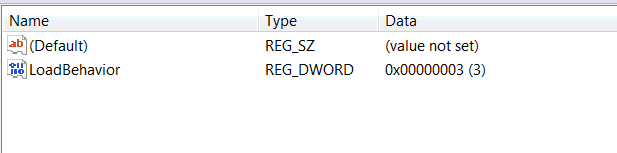 Name Type Data
(Default) REG_SZ (value not set)
LoadBehavior REG_DWORD 0x00000003 (3)